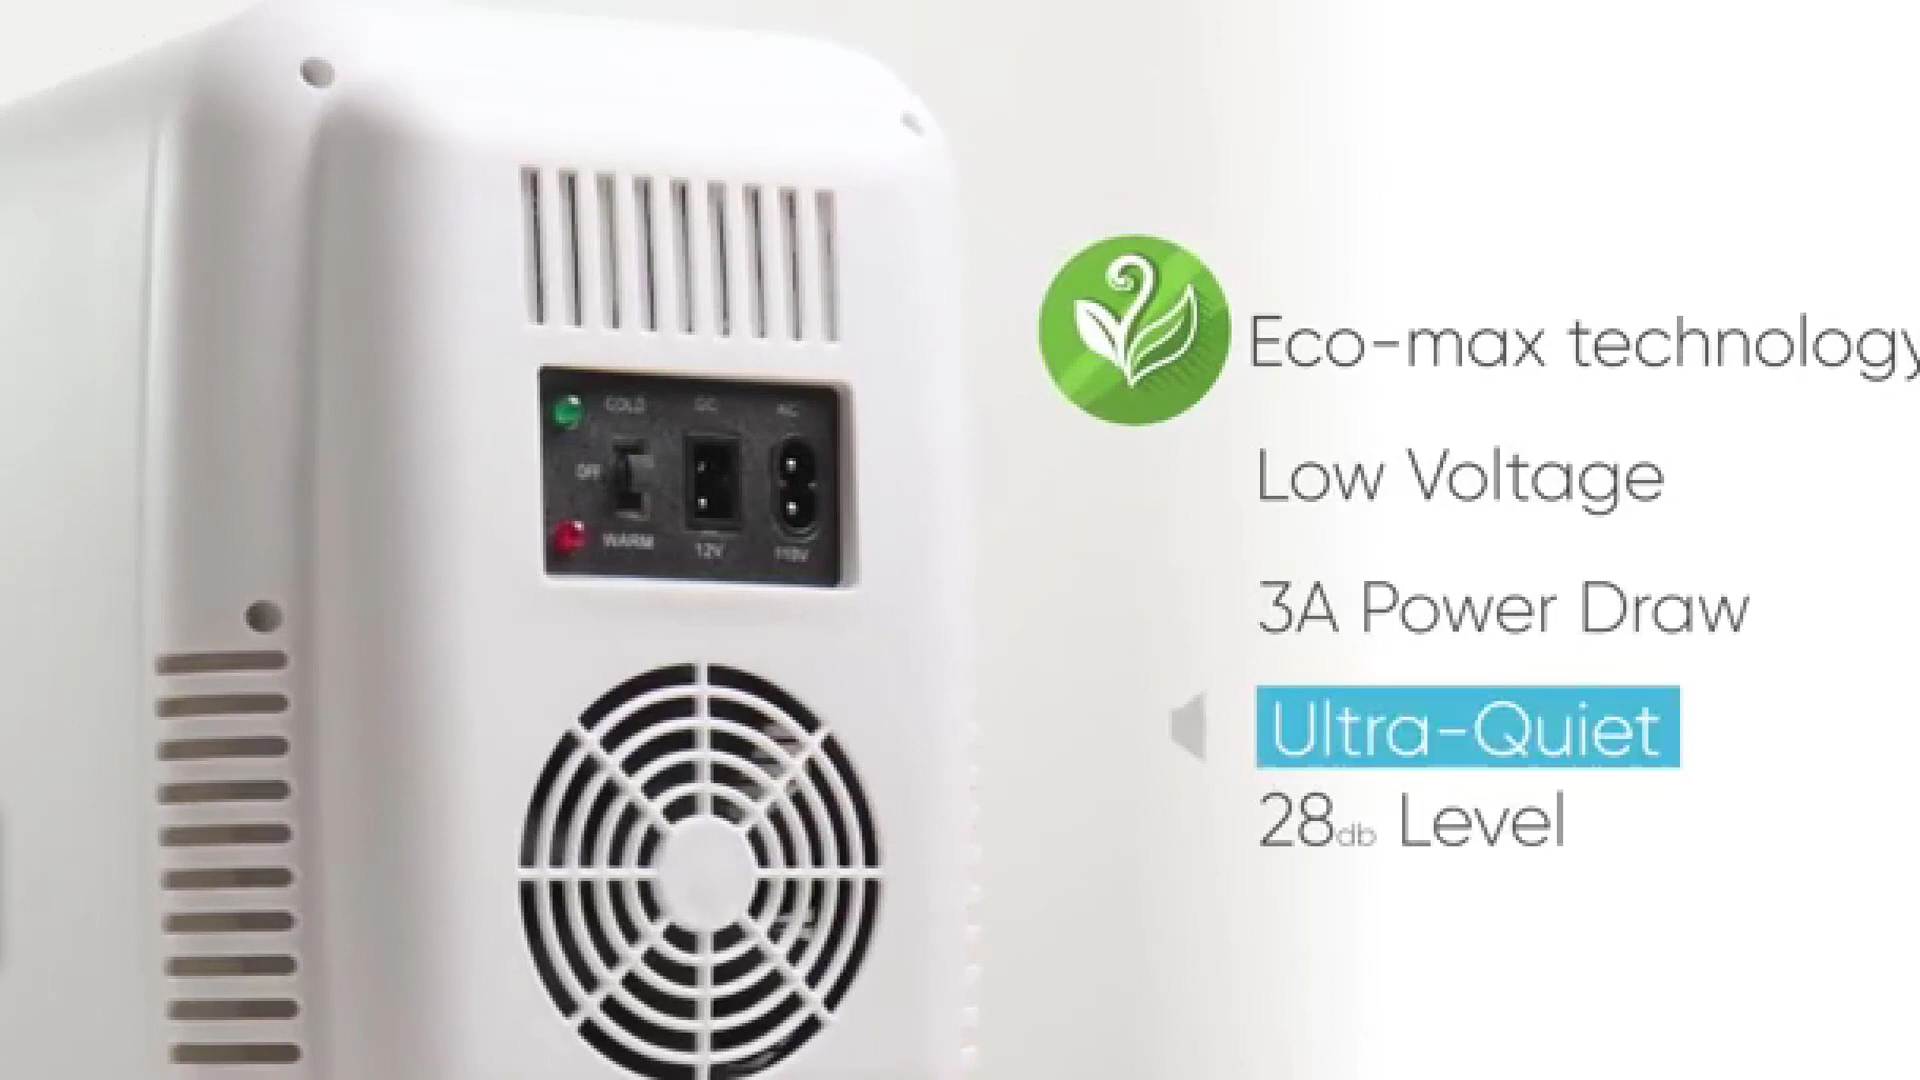 COLD DC AC
OFF
WARM 12V 110V
Eco-max technology
Low Voltage
3A Power Draw
Ultra-Quiet
28db Level